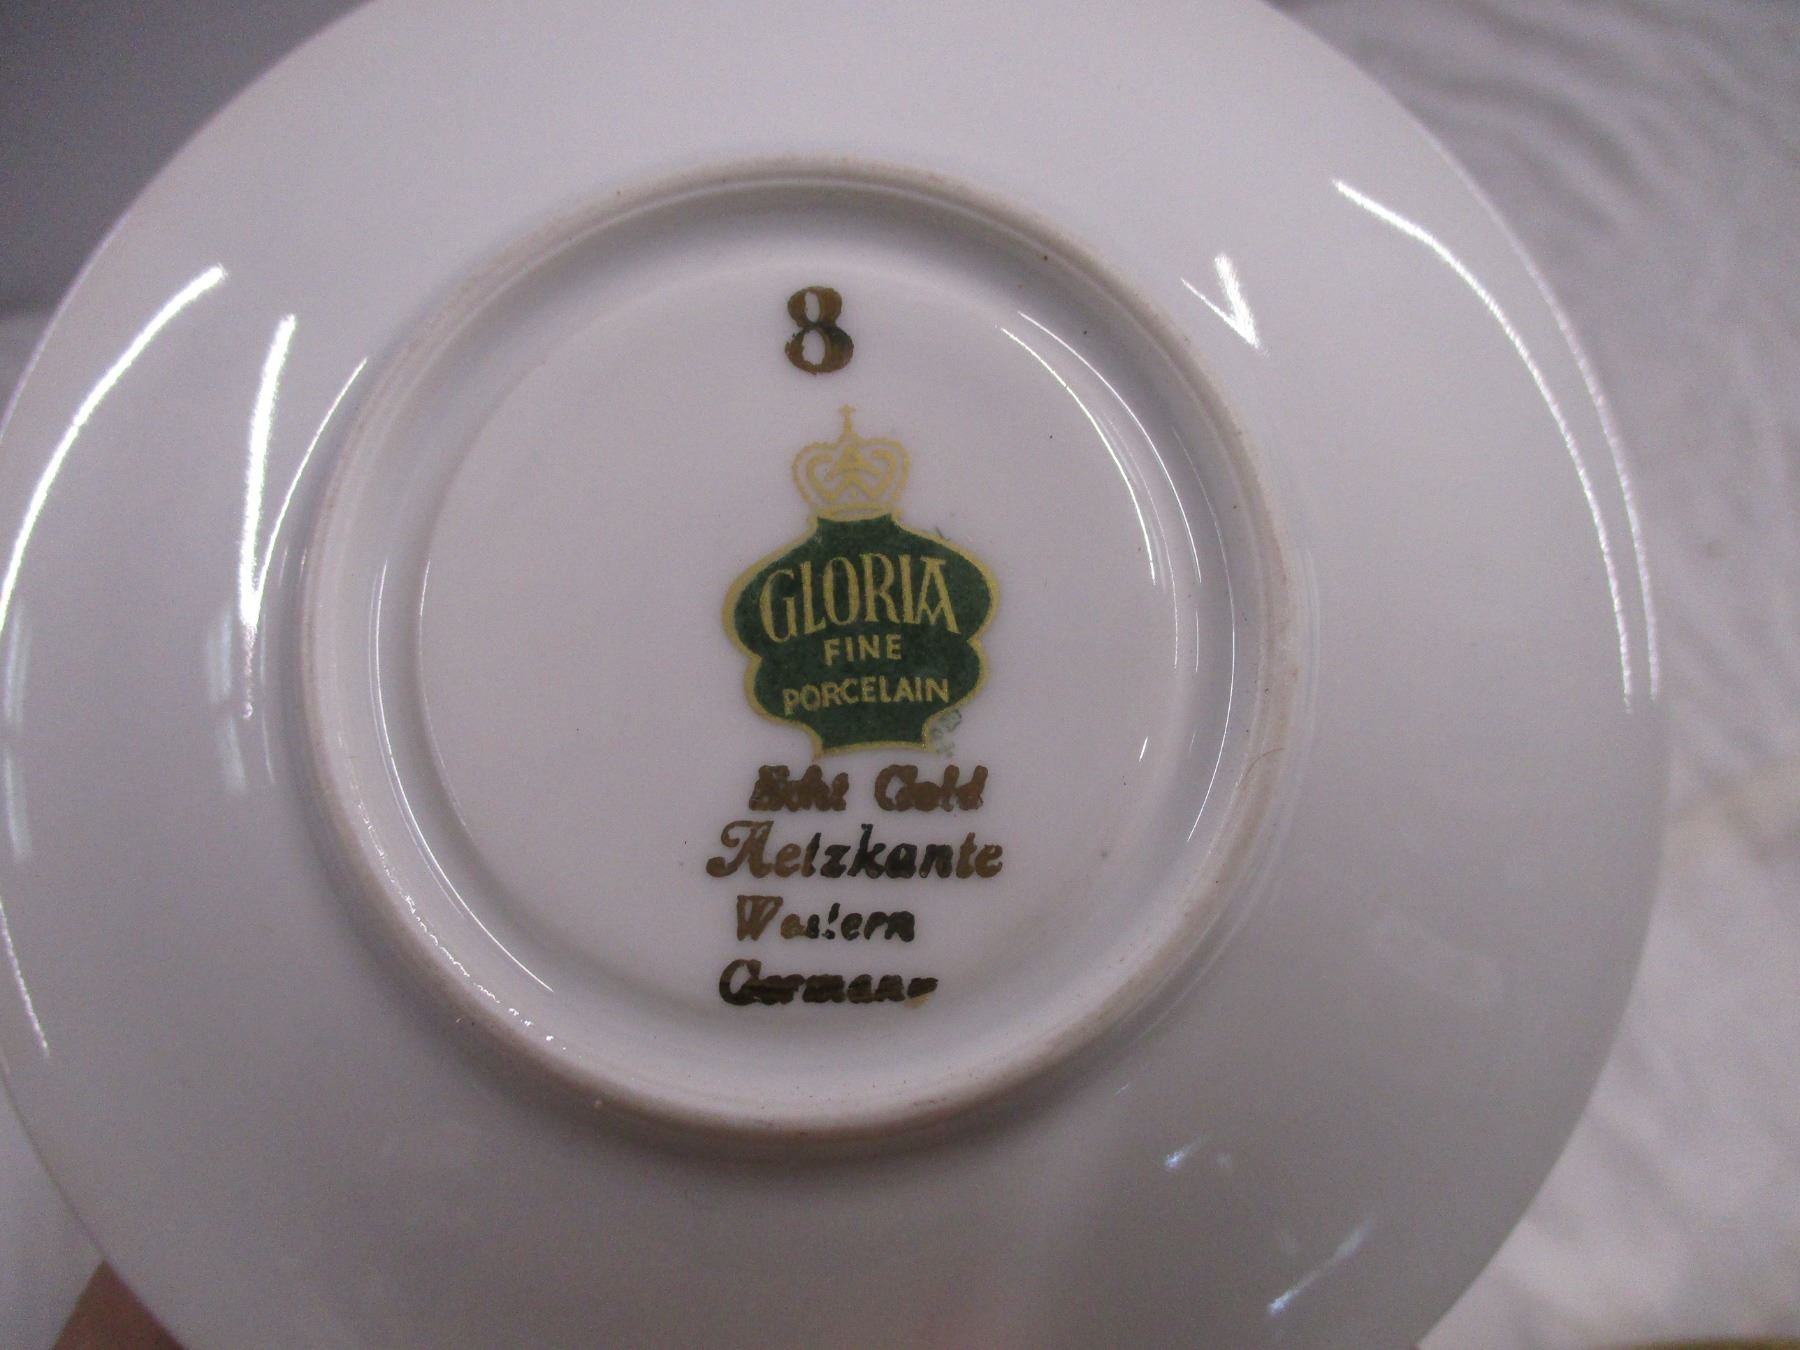 8
GLORIA
FINE
PORCELAIN
Echt Gold
Aetzkante
Western
Germany